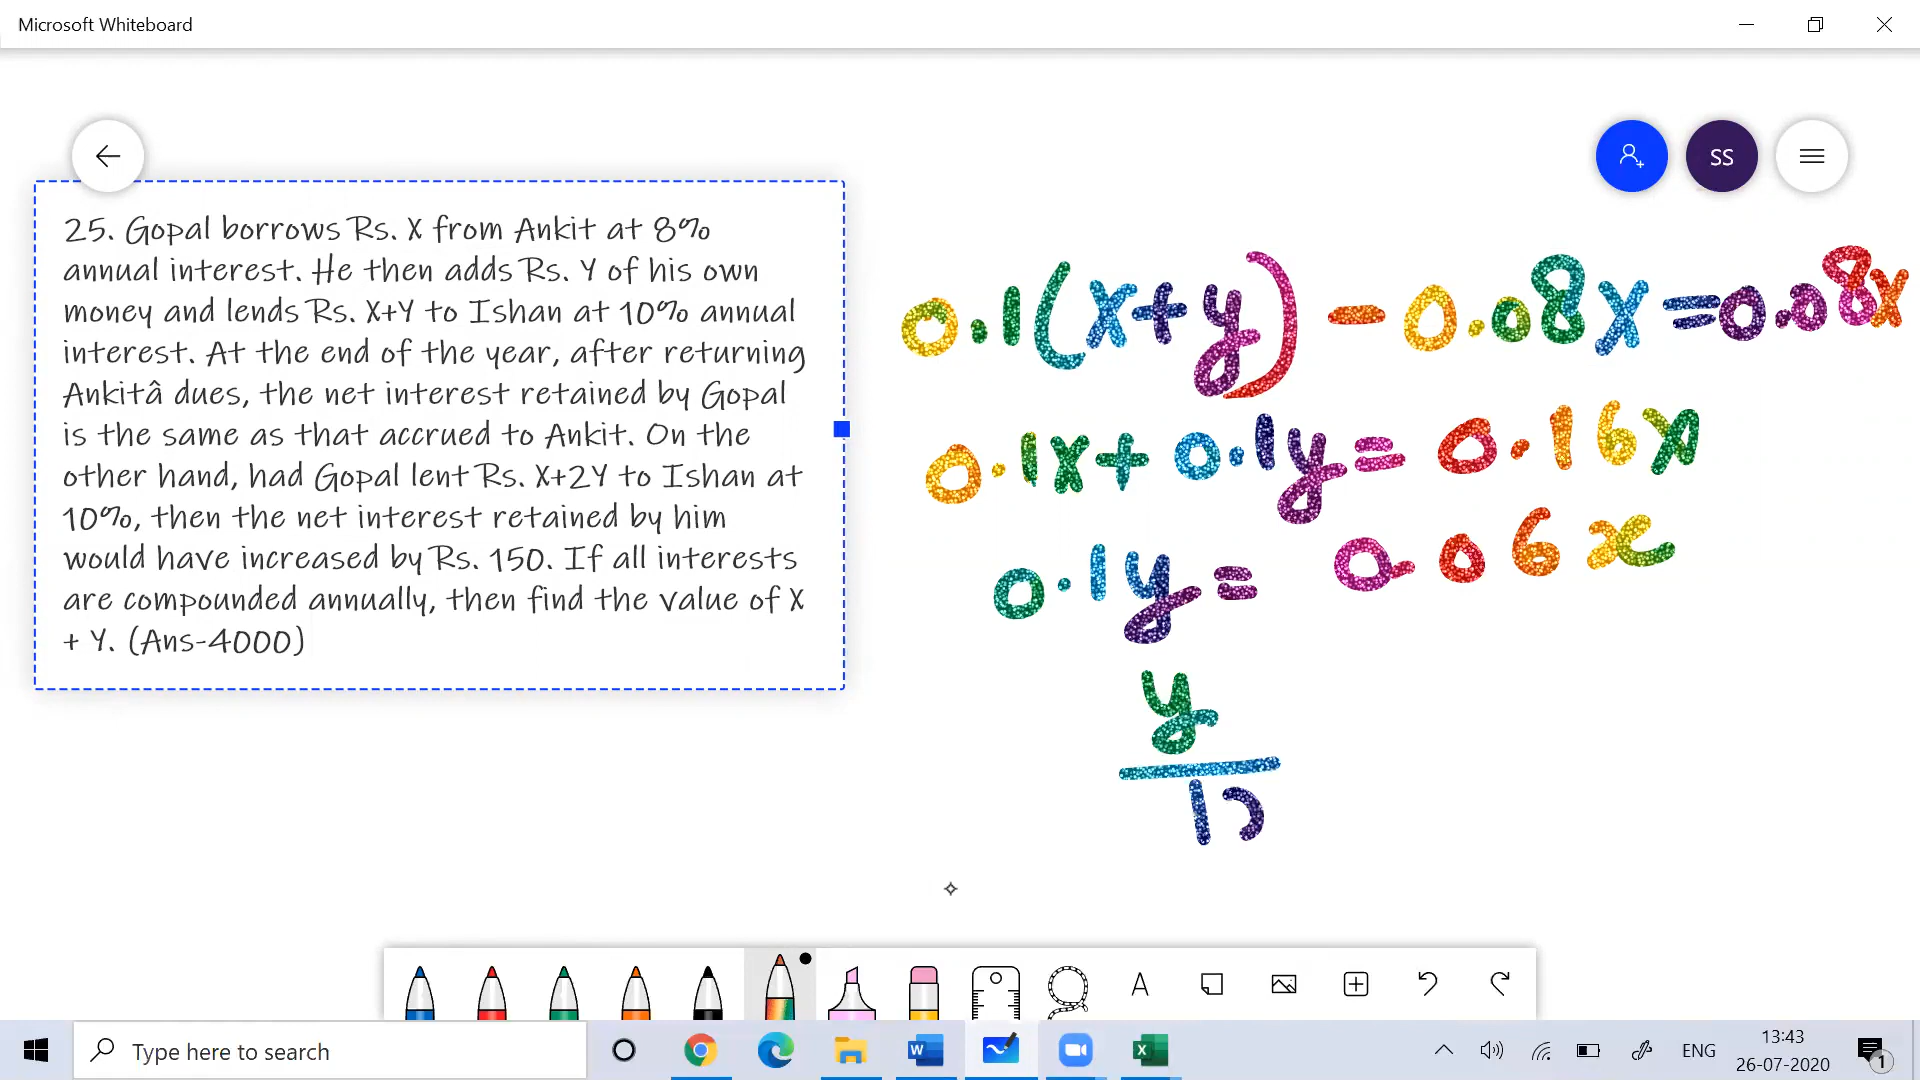 Microsoft Whiteboard
SS
25. Gopal borrows Rs. X from Ankit at 8%
annual interest. He then adds Rs. Y of his own
money and lends Rs. X+Y to Ishan at 10% annual
interest. At the end of the year, after returning
Ankitâ dues, the net interest retained by Gopal
is the same as that accrued to Ankit. On the
other hand, had Gopal lent Rs. X+2Y to Ishan at
10%, then the net interest retained by him
would have increased by Rs. 150. If all interests
are compounded annually, then find the value of X
+ Y. (Ans-4000)
0.1(x+y) - 0.08x = 0.08x
0.1x + 0.1y = 0.16x
0.1y = 0.06x
y
Type here to search
ENG
13:43
26-07-2020
1